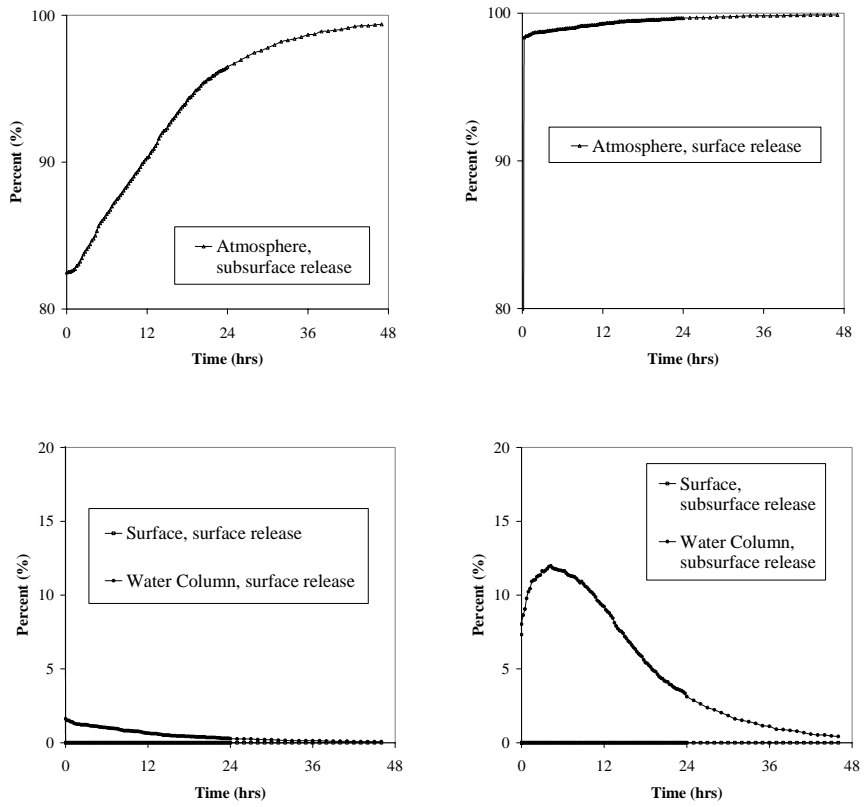 100
90
80
Percent (%)
Atmosphere,
subsurface release
0 12 24 36 48
Time (hrs)
100
90
80
Percent (%)
Atmosphere, surface release
0 12 24 36 48
Time (hrs)
20
15
10
5
0
Percent (%)
Surface, surface release
Water Column, surface release
0 12 24 36 48
Time (hrs)
20
15
10
5
0
Percent (%)
Surface,
subsurface release
Water Column,
subsurface release
0 12 24 36 48
Time (hrs)